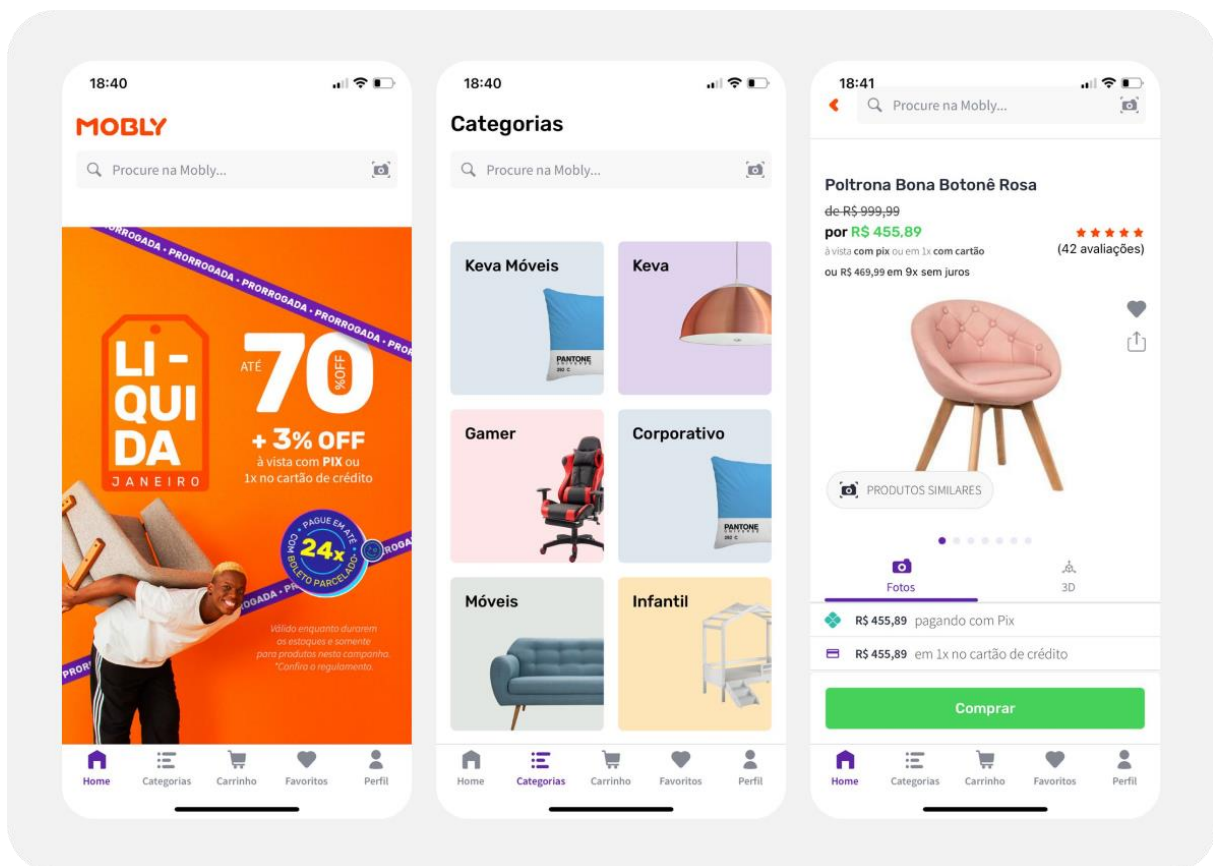 18:40
MOBLY
Procure na Mobly...
PRORROGADA • PRORROGADA • PRORROGADA • PRORROGADA
LI-
QUI
DA
JANEIRO
ATÉ
70
%OFF
+ 3% OFF
à vista com PIX ou
1x no cartão de crédito
• PAGUE EM ATÉ
24x
COM BOLETO PARCELADO •
Válido enquanto durarem
os estoques e somente
para produtos nesta campanha.
*Confira o regulamento.
Home
Categorias
Carrinho
Favoritos
Perfil
18:40
Categorias
Procure na Mobly...
Keva Móveis
PANTONE
UNIVERSE
Keva
Gamer
Corporativo
PANTONE
UNIVERSE
Móveis
Infantil
Home
Categorias
Carrinho
Favoritos
Perfil
18:41
Procure na Mobly...
Poltrona Bona Botonê Rosa
de R$ 999,99
por R$ 455,89
à vista com pix ou em 1x com cartão
(42 avaliações)
ou R$ 469,99 em 9x sem juros
PRODUTOS SIMILARES
Fotos
3D
R$ 455,89 pagando com Pix
R$ 455,89 em 1x no cartão de crédito
Comprar
Home
Categorias
Carrinho
Favoritos
Perfil